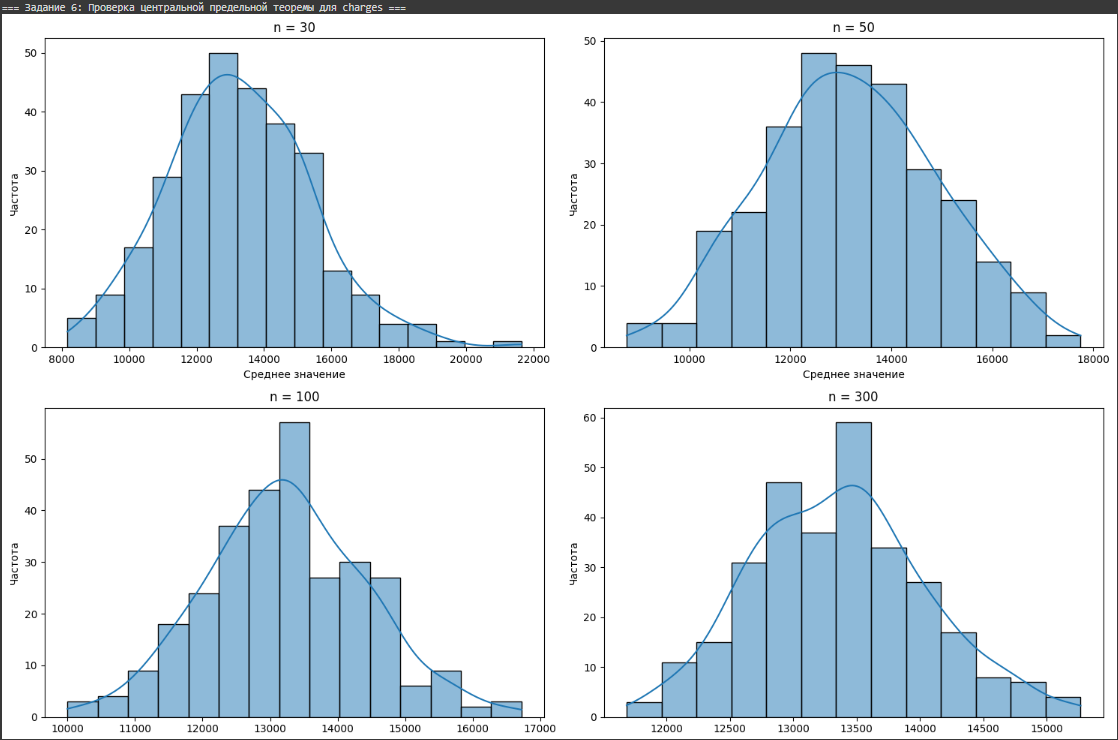 === Задание 6: Проверка центральной предельной теоремы для charges ===
n = 30
50
40
30
20
10
0
Частота
8000 10000 12000 14000 16000 18000 20000 22000
Среднее значение
n = 50
50
40
30
20
10
0
Частота
10000 12000 14000 16000 18000
Среднее значение
n = 100
50
40
30
20
10
0
Частота
10000 11000 12000 13000 14000 15000 16000 17000
n = 300
60
50
40
30
20
10
0
Частота
12000 12500 13000 13500 14000 14500 15000